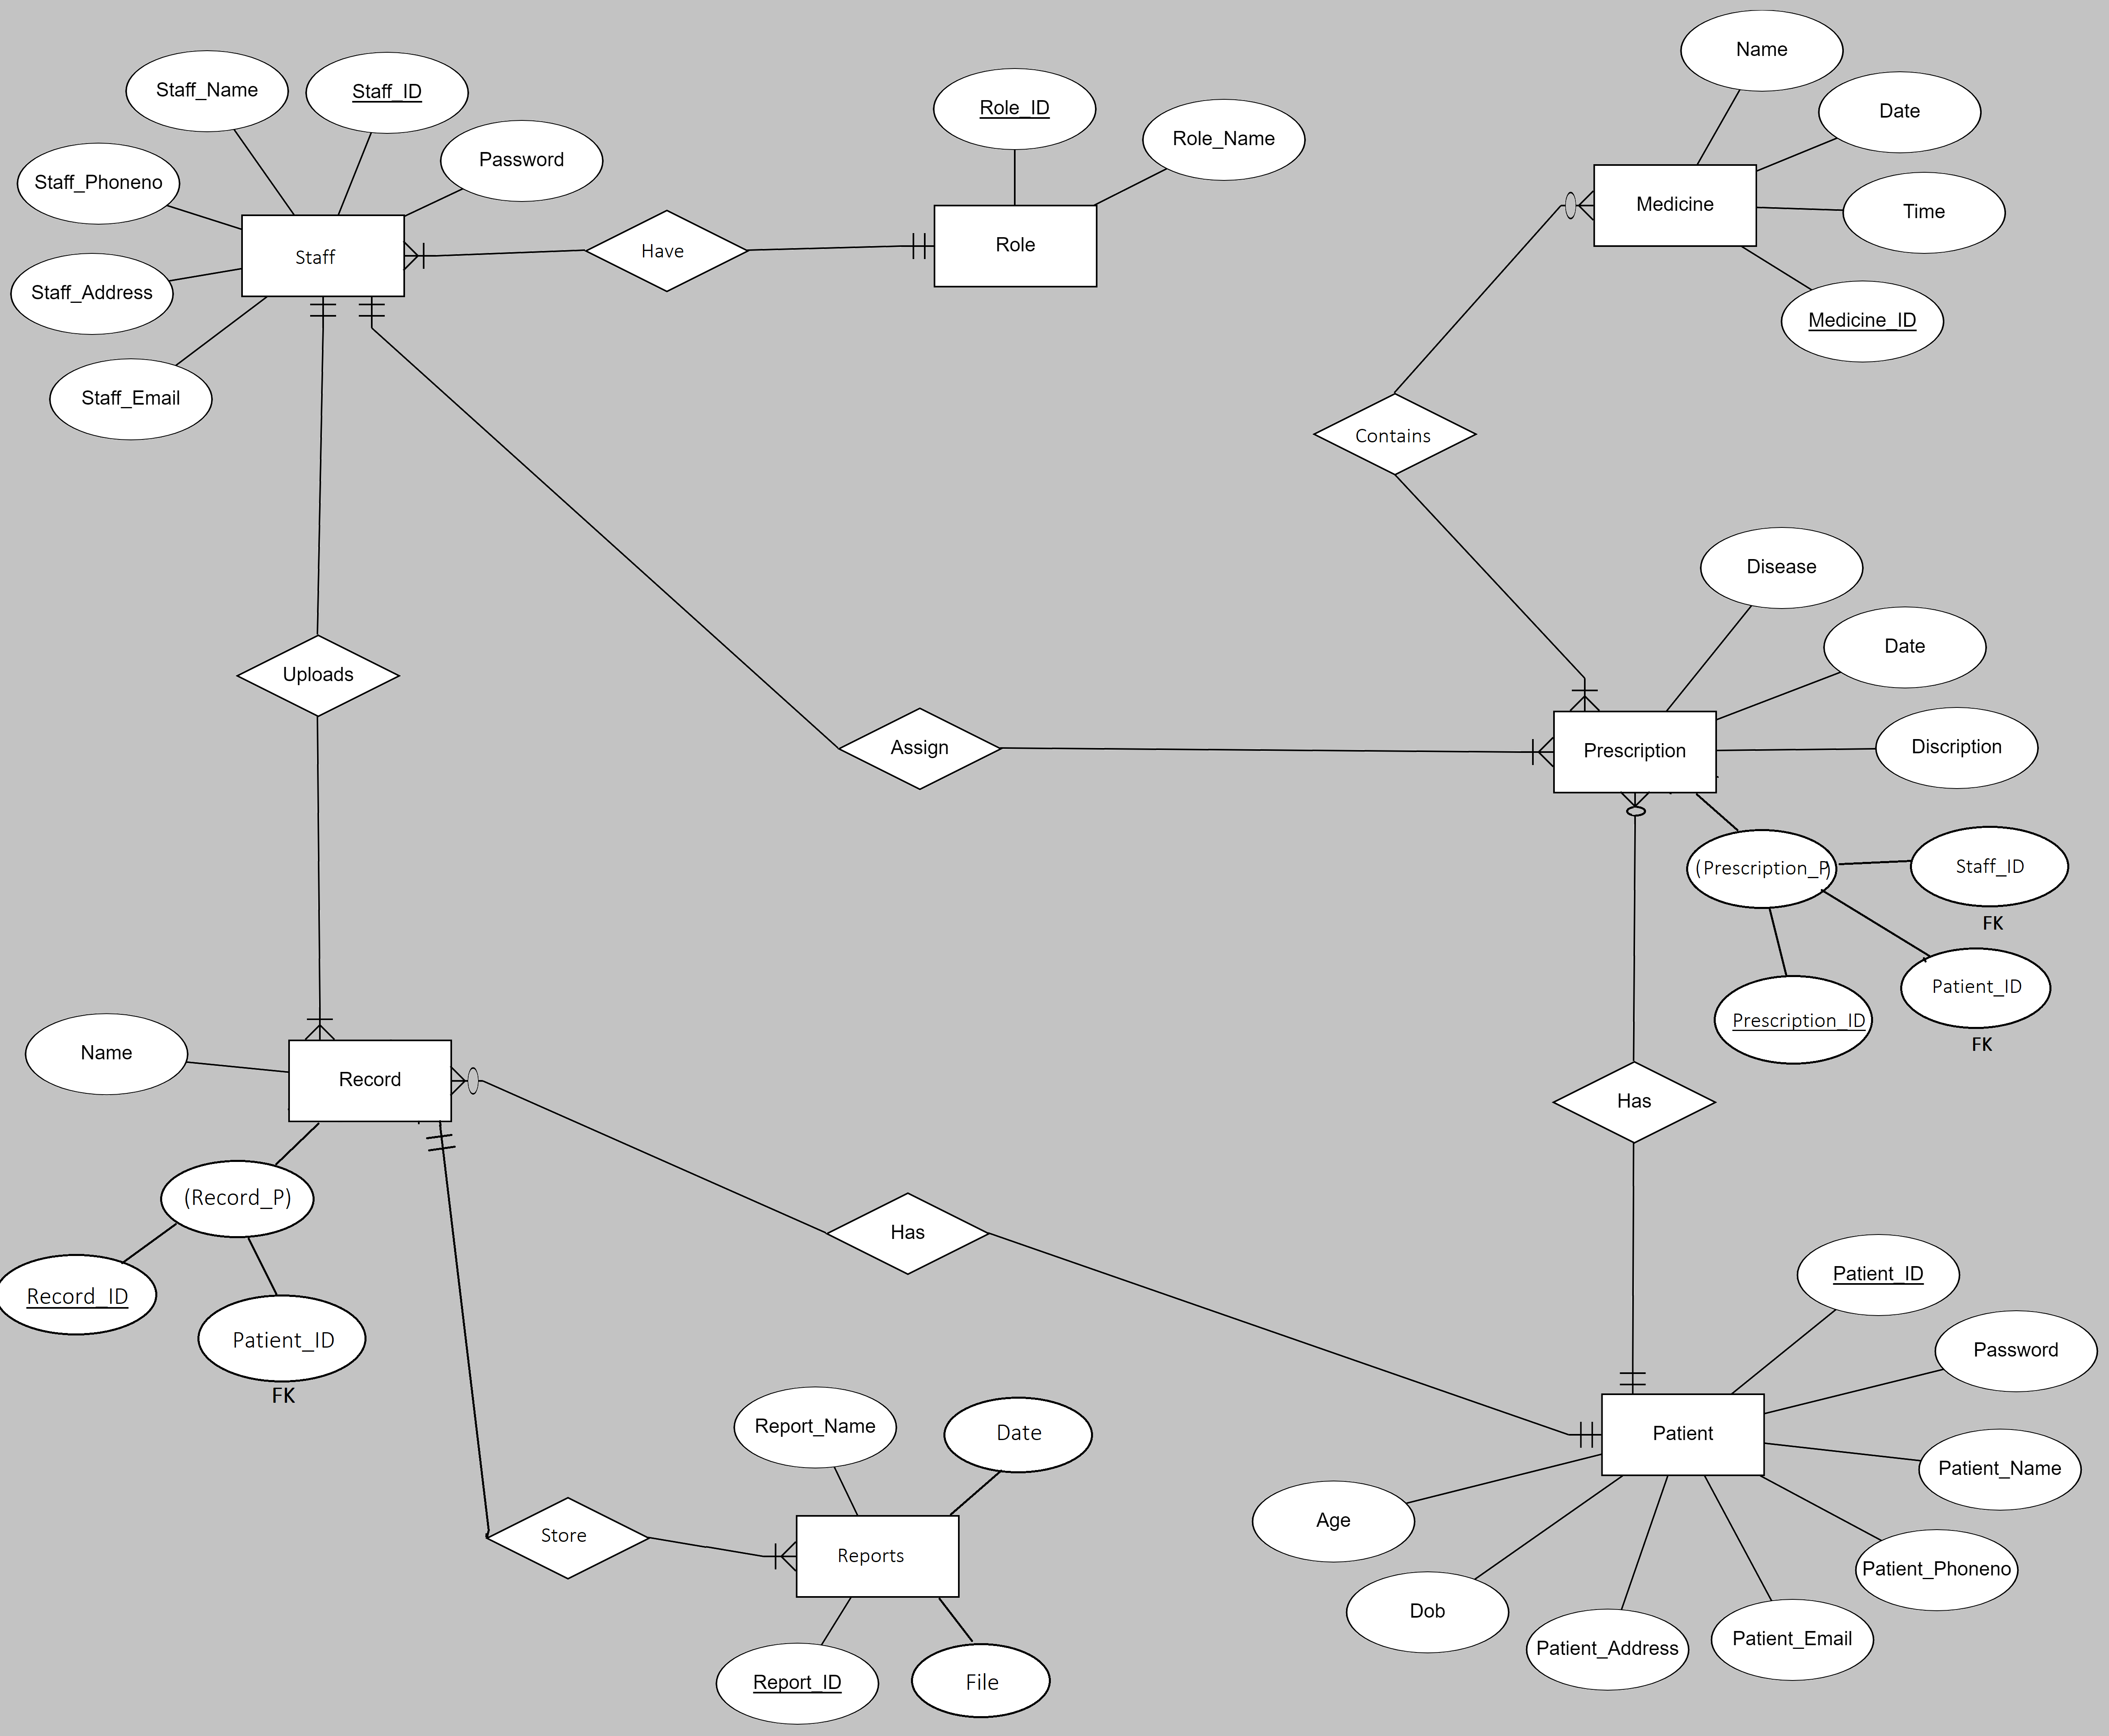 Name
Staff_Name
Staff_ID
Role_ID
Date
Role_Name
Password
Staff_Phoneno
Medicine
Time
Role
Have
Staff
Staff_Address
Medicine_ID
Staff_Email
Contains
Disease
Date
Uploads
Assign
Prescription
Discription
(Prescription_P)
Staff_ID
FK
Patient_ID
Prescription_ID
FK
Name
Record
Has
(Record_P)
Has
Patient_ID
Record_ID
Patient_ID
FK
Password
Report_Name
Date
Patient
Patient_Name
Age
Store
Reports
Patient_Phoneno
Dob
Patient_Address
Patient_Email
Report_ID
File